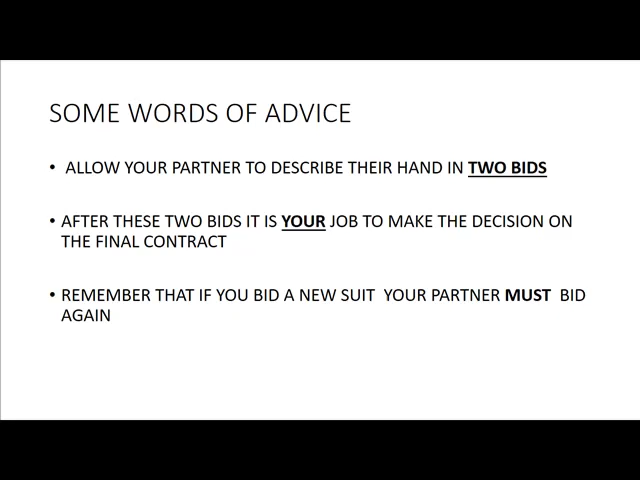 SOME WORDS OF ADVICE
• ALLOW YOUR PARTNER TO DESCRIBE THEIR HAND IN TWO BIDS
• AFTER THESE TWO BIDS IT IS YOUR JOB TO MAKE THE DECISION ON
THE FINAL CONTRACT
• REMEMBER THAT IF YOU BID A NEW SUIT YOUR PARTNER MUST BID
AGAIN